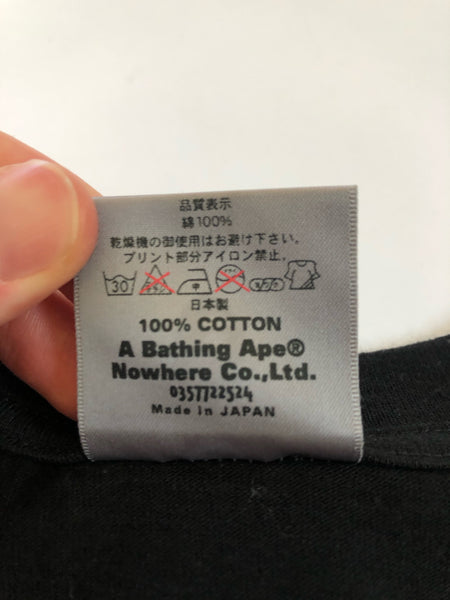 品質表示
綿100%
乾燥機の御使用はお避け下さい。
プリント部分アイロン禁止。
30 中
日本製
100% COTTON
A Bathing Ape®
Nowhere Co.,Ltd.
0357722524
Made in JAPAN